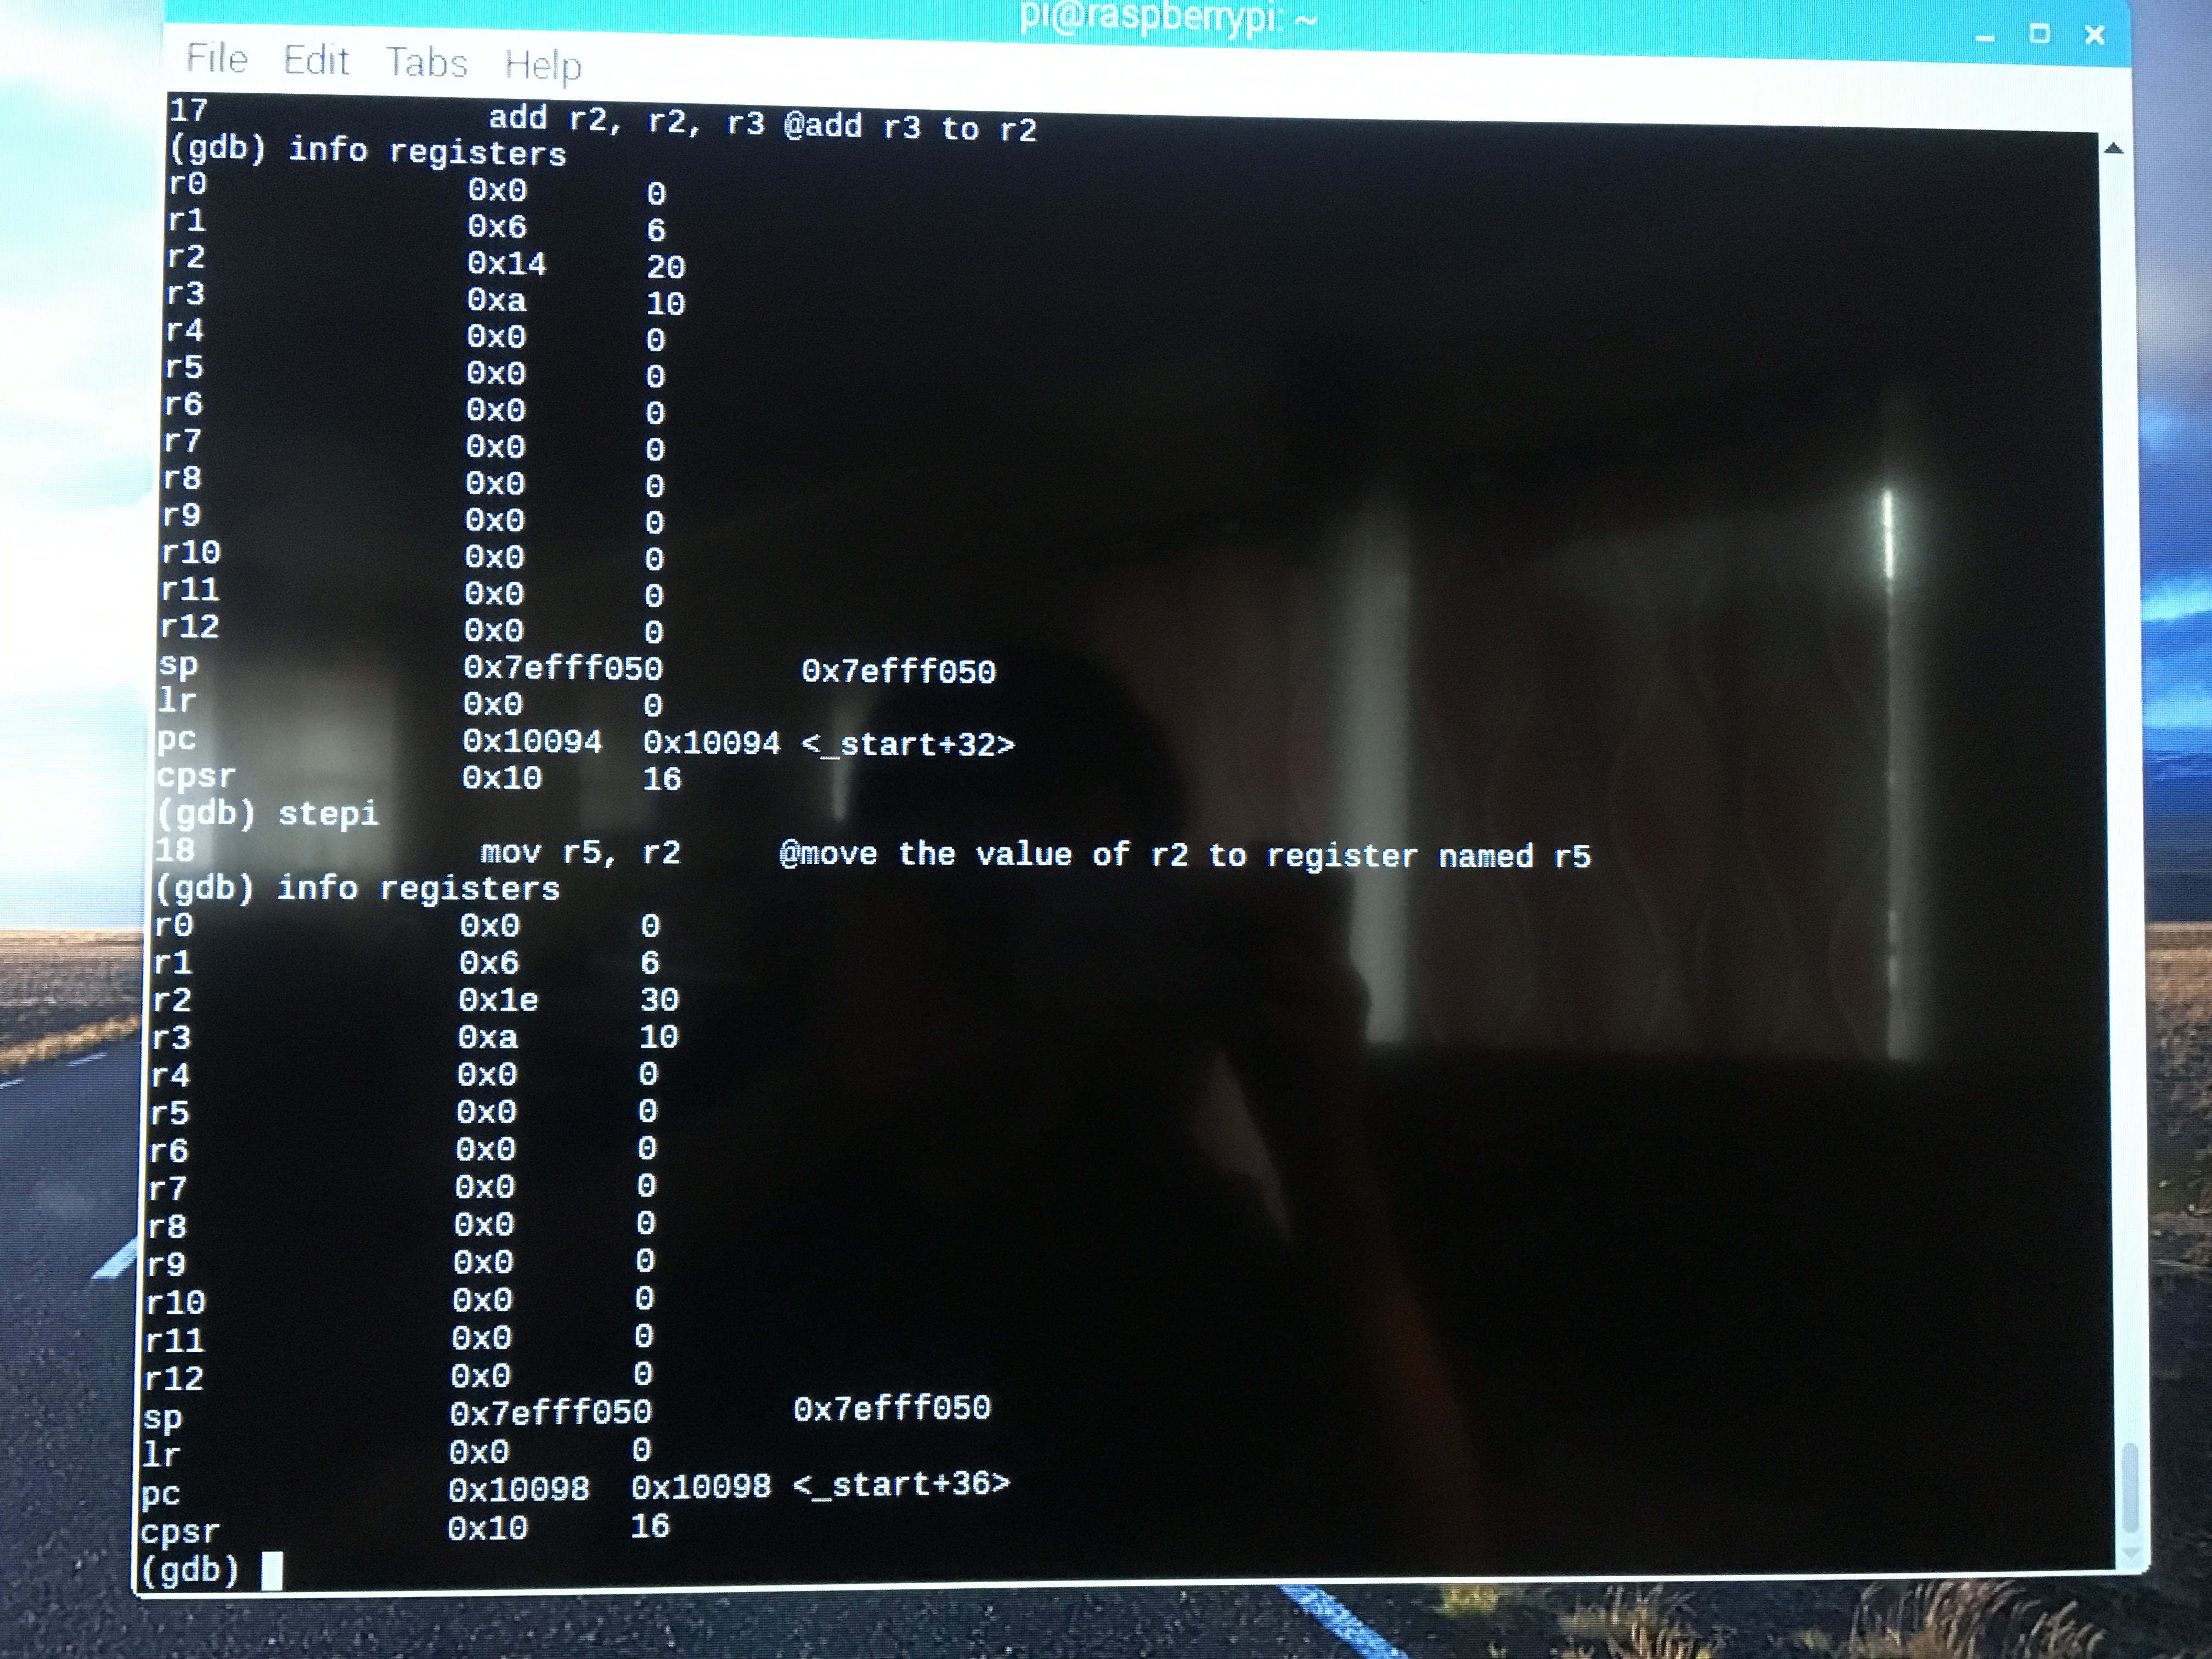 pi@raspberrypi: ~
File Edit Tabs Help
17 add r2, r2, r3 @add r3 to r2
(gdb) info registers
r0 0x0 0
r1 0x6 6
r2 0x14 20
r3 0xa 10
r4 0x0 0
r5 0x0 0
r6 0x0 0
r7 0x0 0
r8 0x0 0
r9 0x0 0
r10 0x0 0
r11 0x0 0
r12 0x0 0
sp 0x7efff050 0x7efff050
lr 0x0 0
pc 0x10094 0x10094 <_start+32>
cpsr 0x10 16
(gdb) stepi
18 mov r5, r2 @move the value of r2 to register named r5
(gdb) info registers
r0 0x0 0
r1 0x6 6
r2 0x1e 30
r3 0xa 10
r4 0x0 0
r5 0x0 0
r6 0x0 0
r7 0x0 0
r8 0x0 0
r9 0x0 0
r10 0x0 0
r11 0x0 0
r12 0x0 0
sp 0x7efff050 0x7efff050
lr 0x0 0
pc 0x10098 0x10098 <_start+36>
cpsr 0x10 16
(gdb)